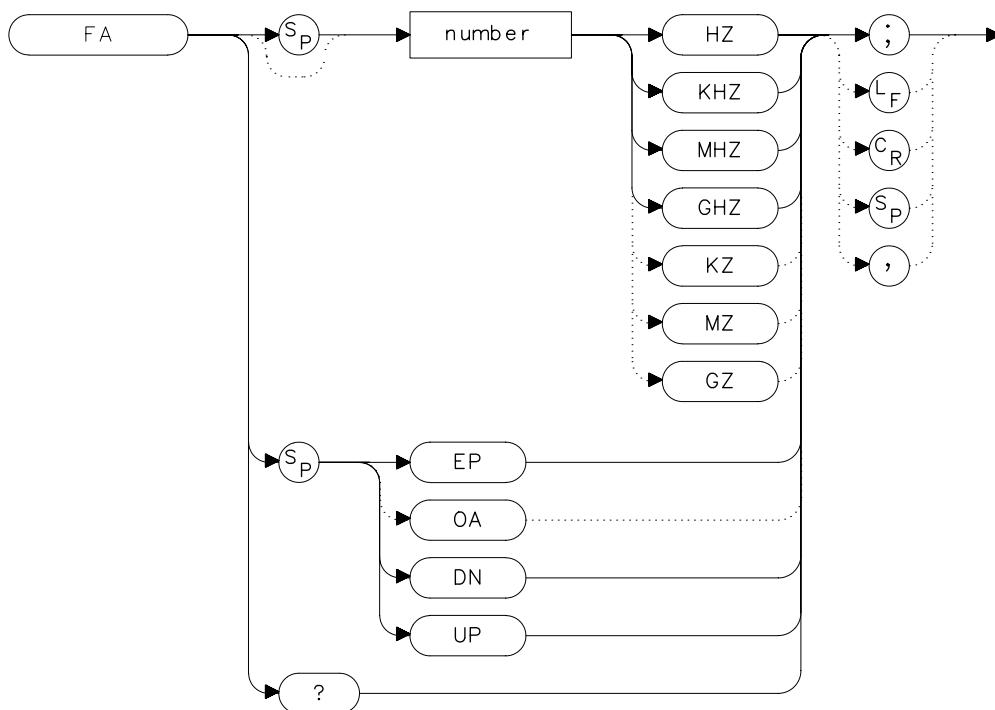 FA
SP
number
HZ
;
KHZ
LF
MHZ
CR
GHZ
SP
KZ
,
MZ
GZ
SP
EP
OA
DN
UP
?